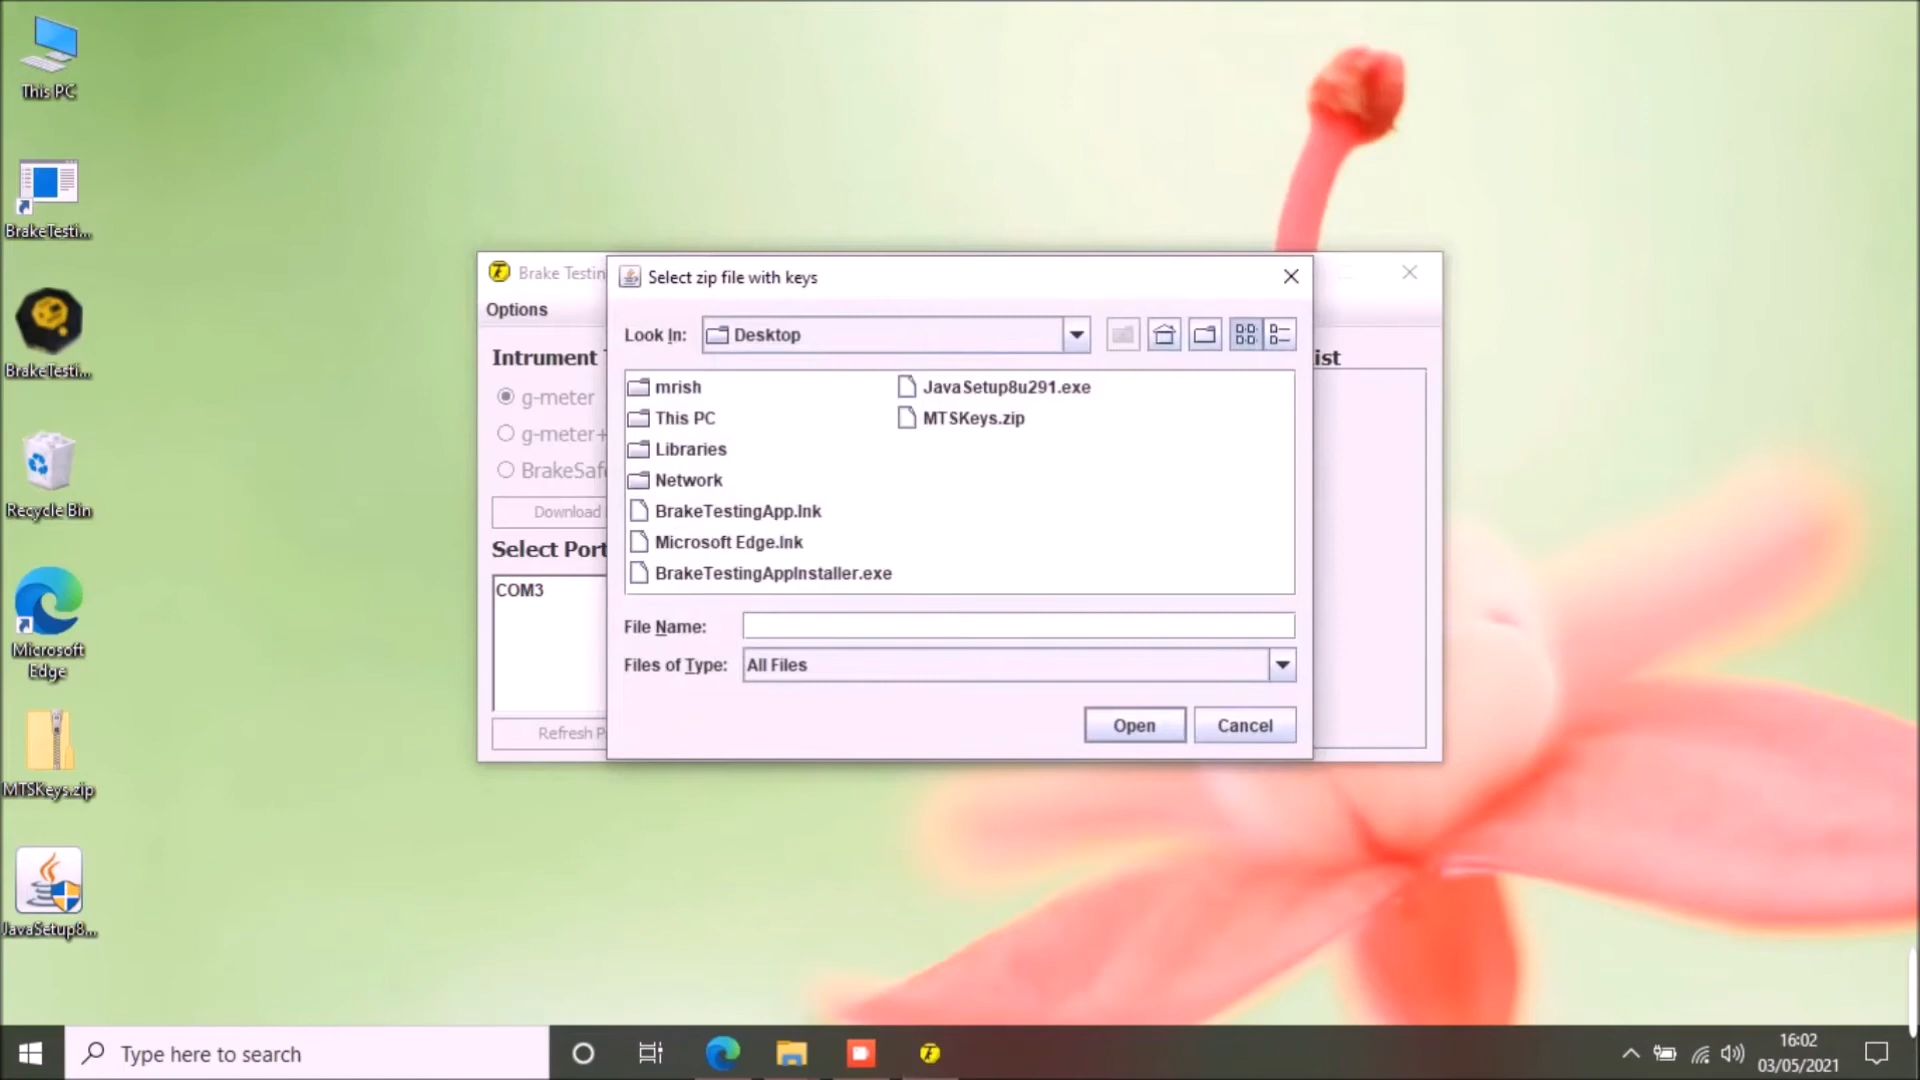 This PC
BrakeTesti...
BrakeTesti...
Recycle Bin
Microsoft
Edge
MTSKeys.zip
JavaSetup8...
Brake Testin
Options
Intrument
g-meter
g-meter+
BrakeSafe
Download
Select Port
COM3
Refresh P
ist
Select zip file with keys
Look In:
Desktop
mrish
This PC
Libraries
Network
BrakeTestingApp.lnk
Microsoft Edge.lnk
BrakeTestingAppInstaller.exe
JavaSetup8u291.exe
MTSKeys.zip
File Name:
Files of Type:
All Files
Open
Cancel
Type here to search
16:02
03/05/2021